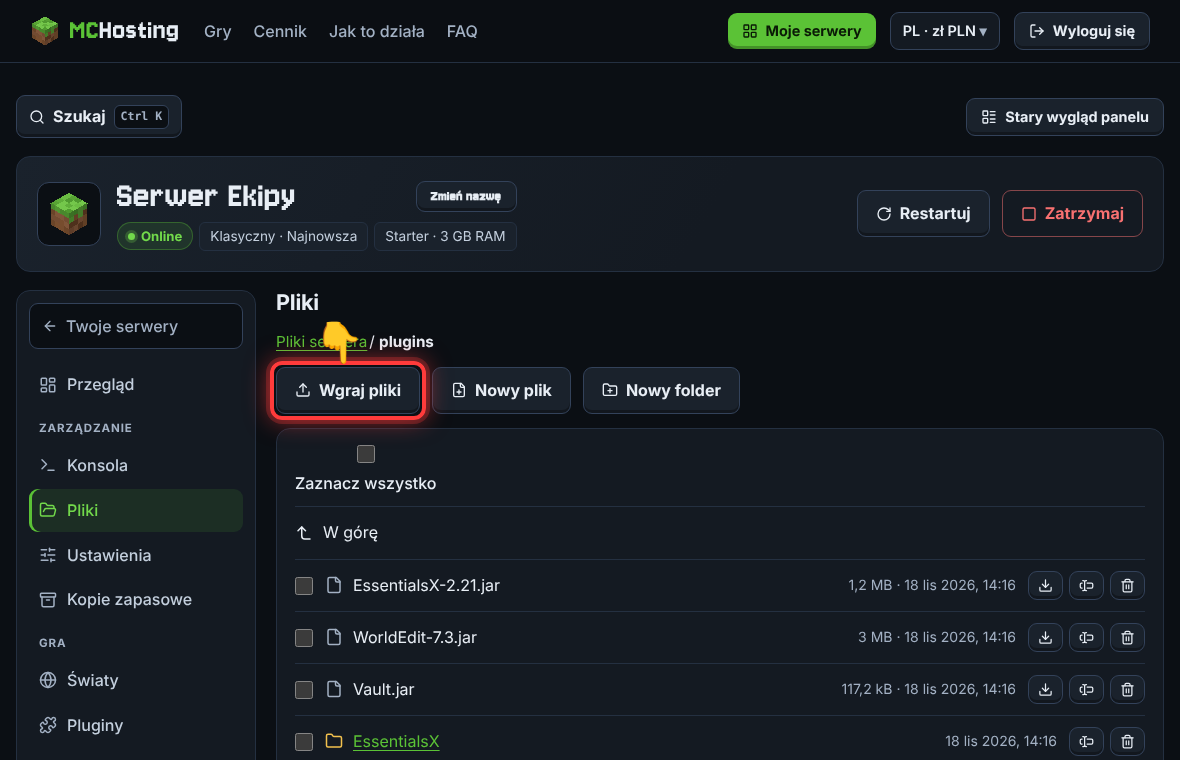 MCHosting Gry Cennik Jak to działa FAQ Moje serwery PL · zł PLN ▾ Wyloguj się
Szukaj Ctrl K Stary wygląd panelu
Serwer Ekipy Zmień nazwę
Online Klasyczny · Najnowsza Starter · 3 GB RAM
Restartuj Zatrzymaj
Twoje serwery
Przegląd
ZARZĄDZANIE
Konsola
Pliki
Ustawienia
Kopie zapasowe
GRA
Światy
Pluginy
Pliki
Pliki / plugins
Wgraj pliki Nowy plik Nowy folder
Zaznacz wszystko
W górę
EssentialsX-2.21.jar 1,2 MB · 18 lis 2026, 14:16
WorldEdit-7.3.jar 3 MB · 18 lis 2026, 14:16
Vault.jar 117,2 kB · 18 lis 2026, 14:16
EssentialsX 18 lis 2026, 14:16